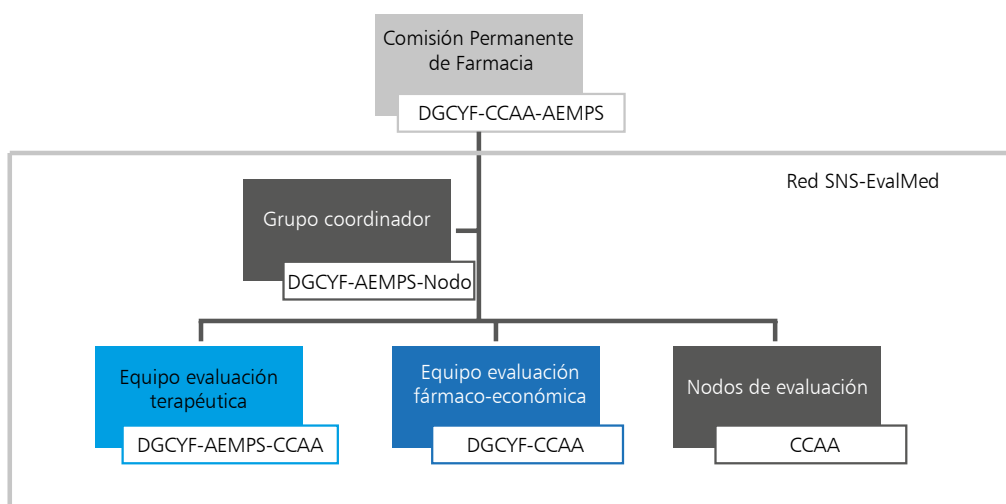 Comisión Permanente
de Farmacia
DGCYF-CCAA-AEMPS
Red SNS-EvalMed
Grupo coordinador
DGCYF-AEMPS-Nodo
Equipo evaluación
terapéutica
DGCYF-AEMPS-CCAA
Equipo evaluación
fármaco-económica
DGCYF-CCAA
Nodos de evaluación
CCAA